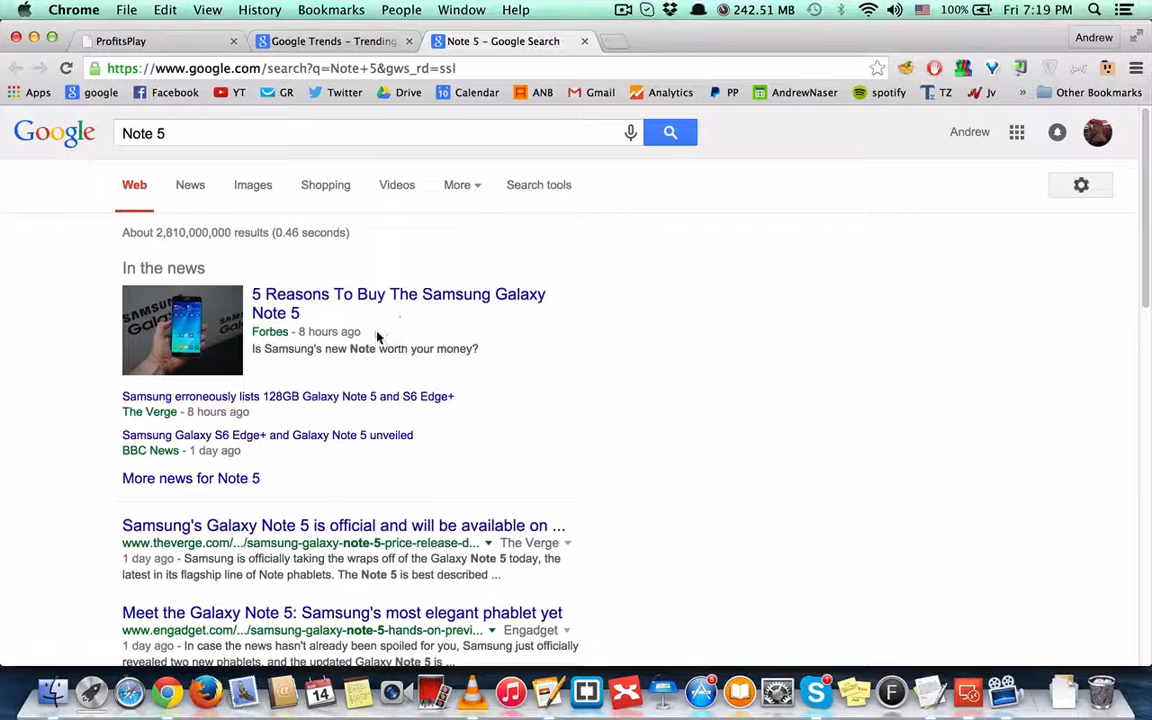 Chrome File Edit View History Bookmarks People Window Help 242.51 MB 100% Fri 7:19 PM
ProfitsPlay × Google Trends – Trending × Note 5 – Google Search × Andrew
https://www.google.com/search?q=Note+5&gws_rd=ssl
Apps google Facebook YT GR Twitter Drive 10 Calendar ANB Gmail Analytics PP AndrewNaser spotify TZ Jv » Other Bookmarks
Google Note 5 Andrew
Web News Images Shopping Videos More Search tools
About 2,810,000,000 results (0.46 seconds)
In the news
5 Reasons To Buy The Samsung Galaxy
Note 5
Forbes - 8 hours ago
Is Samsung's new Note worth your money?
Samsung erroneously lists 128GB Galaxy Note 5 and S6 Edge+
The Verge - 8 hours ago
Samsung Galaxy S6 Edge+ and Galaxy Note 5 unveiled
BBC News - 1 day ago
More news for Note 5
Samsung's Galaxy Note 5 is official and will be available on ...
www.theverge.com/.../samsung-galaxy-note-5-price-release-d... The Verge
1 day ago - Samsung is officially taking the wraps off of the Galaxy Note 5 today, the
latest in its flagship line of Note phablets. The Note 5 is best described ...
Meet the Galaxy Note 5: Samsung's most elegant phablet yet
www.engadget.com/.../samsung-galaxy-note-5-hands-on-previ... Engadget
1 day ago - In case the news hasn't already been spoiled for you, Samsung just officially
revealed two new phablets, and the updated Galaxy Note 5 is ...
14